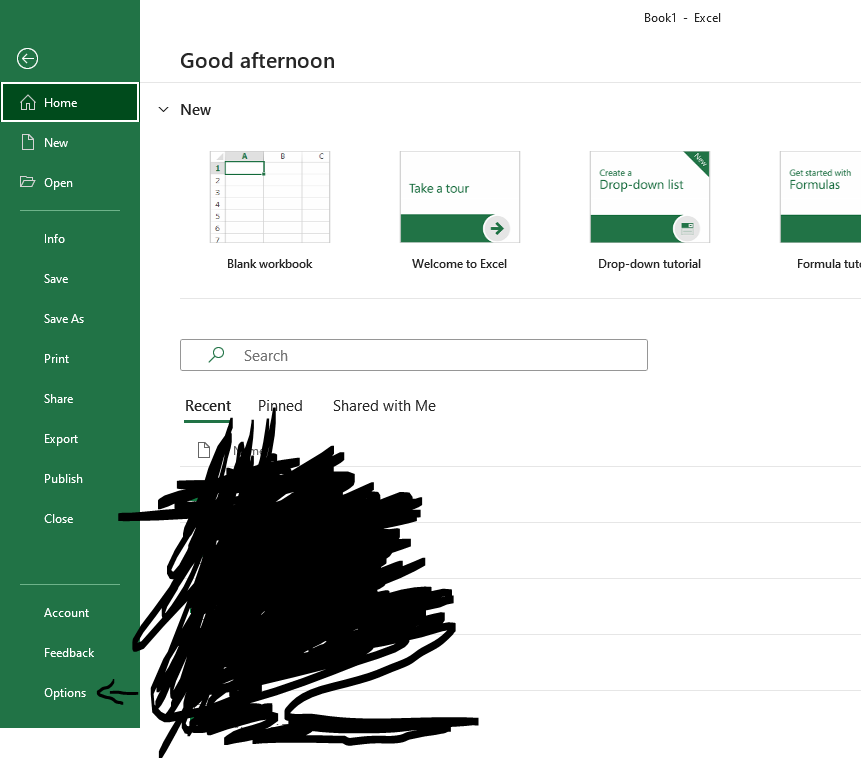 Book1 - Excel
Good afternoon
Home
New
Open
Info
Save
Save As
Print
Share
Export
Publish
Close
Account
Feedback
Options
New
A B C
1
2
3
4
5
6
7
Blank workbook
Take a tour
Welcome to Excel
New
Create a
Drop-down list
Drop-down tutorial
Get started with
Formulas
Formula tuto
Search
Recent Pinned Shared with Me